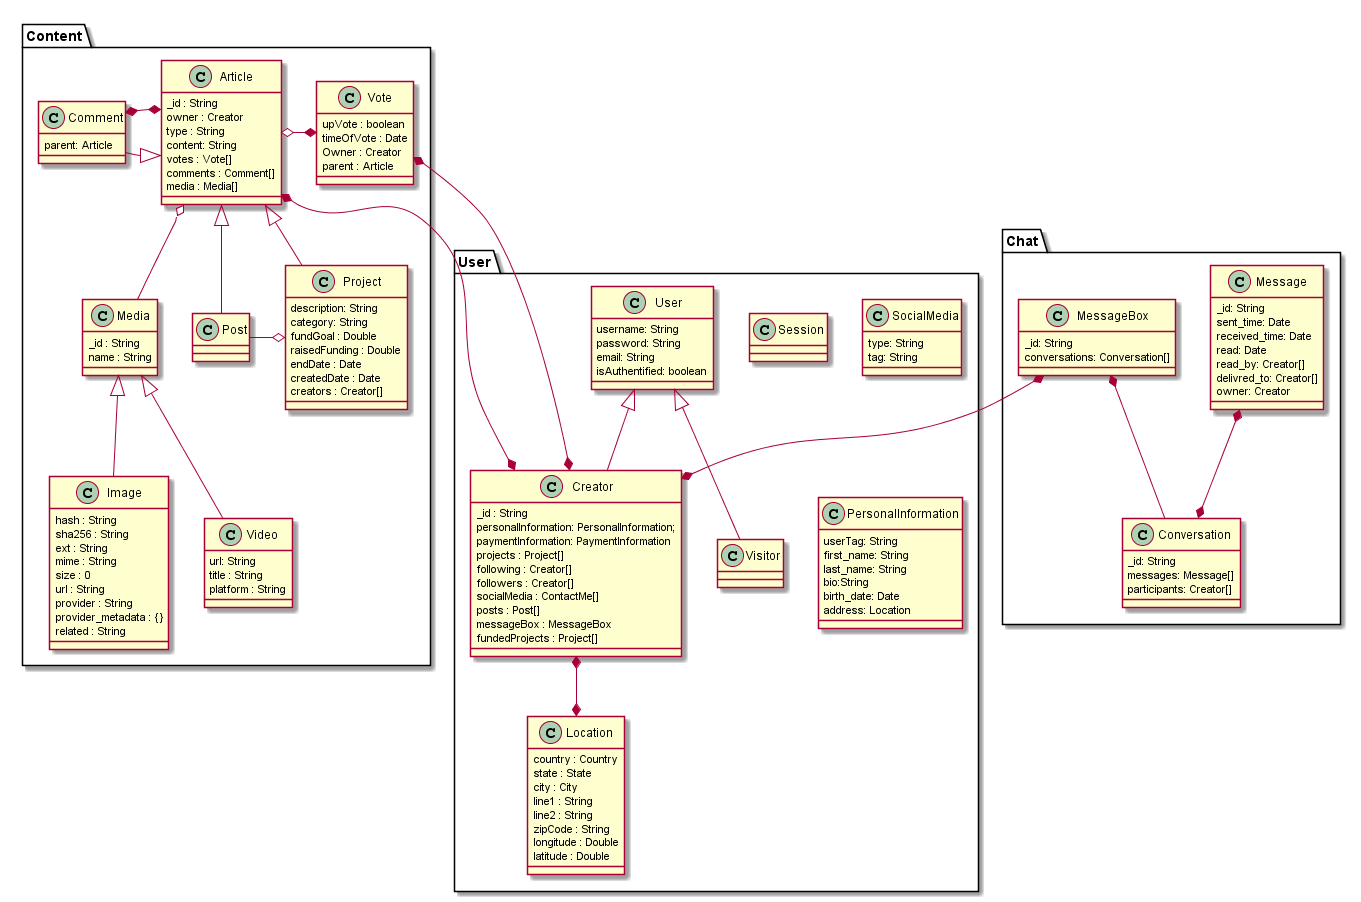 Content
C Article
_id : String
owner : Creator
type : String
content: String
votes : Vote[]
comments : Comment[]
media : Media[]
C Vote
upVote : boolean
timeOfVote : Date
Owner : Creator
parent : Article
C Comment
parent: Article
C Media
_id : String
name : String
C Post
C Project
description: String
category: String
fundGoal : Double
raisedFunding : Double
endDate : Date
createdDate : Date
creators : Creator[]
C Image
hash : String
sha256 : String
ext : String
mime : String
size : 0
url : String
provider : String
provider_metadata : {}
related : String
C Video
url: String
title : String
platform : String
User
C User
username: String
password: String
email: String
isAuthentified: boolean
C Session
C SocialMedia
type: String
tag: String
C Creator
_id : String
personalInformation: PersonalInformation;
paymentInformation: PaymentInformation
projects : Project[]
following : Creator[]
followers : Creator[]
socialMedia : ContactMe[]
posts : Post[]
messageBox : MessageBox
fundedProjects : Project[]
C Visitor
C PersonalInformation
userTag: String
first_name: String
last_name: String
bio:String
birth_date: Date
address: Location
C Location
country : Country
state : State
city : City
line1 : String
line2 : String
zipCode : String
longitude : Double
latitude : Double
Chat
C MessageBox
_id: String
conversations: Conversation[]
C Message
_id: String
sent_time: Date
received_time: Date
read: Date
read_by: Creator[]
delivred_to: Creator[]
owner: Creator
C Conversation
_id: String
messages: Message[]
participants: Creator[]